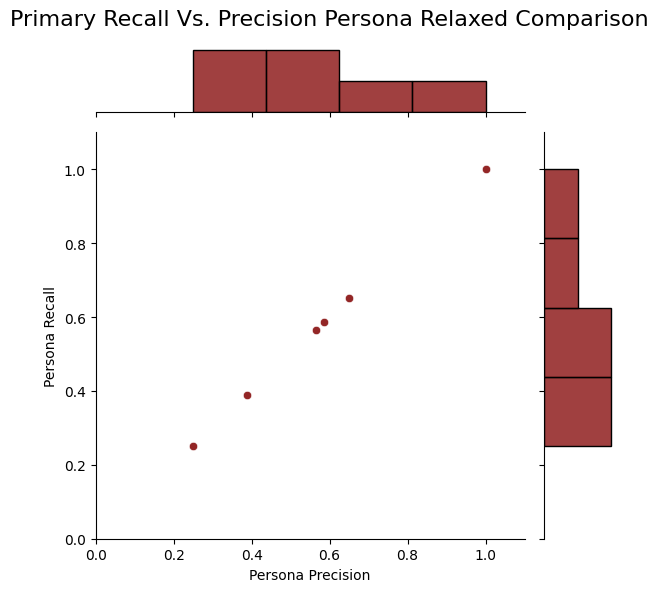 Primary Recall Vs. Precision Persona Relaxed Comparison
1.0
0.8
0.6
0.4
0.2
0.0
Persona Recall
0.0 0.2 0.4 0.6 0.8 1.0
Persona Precision